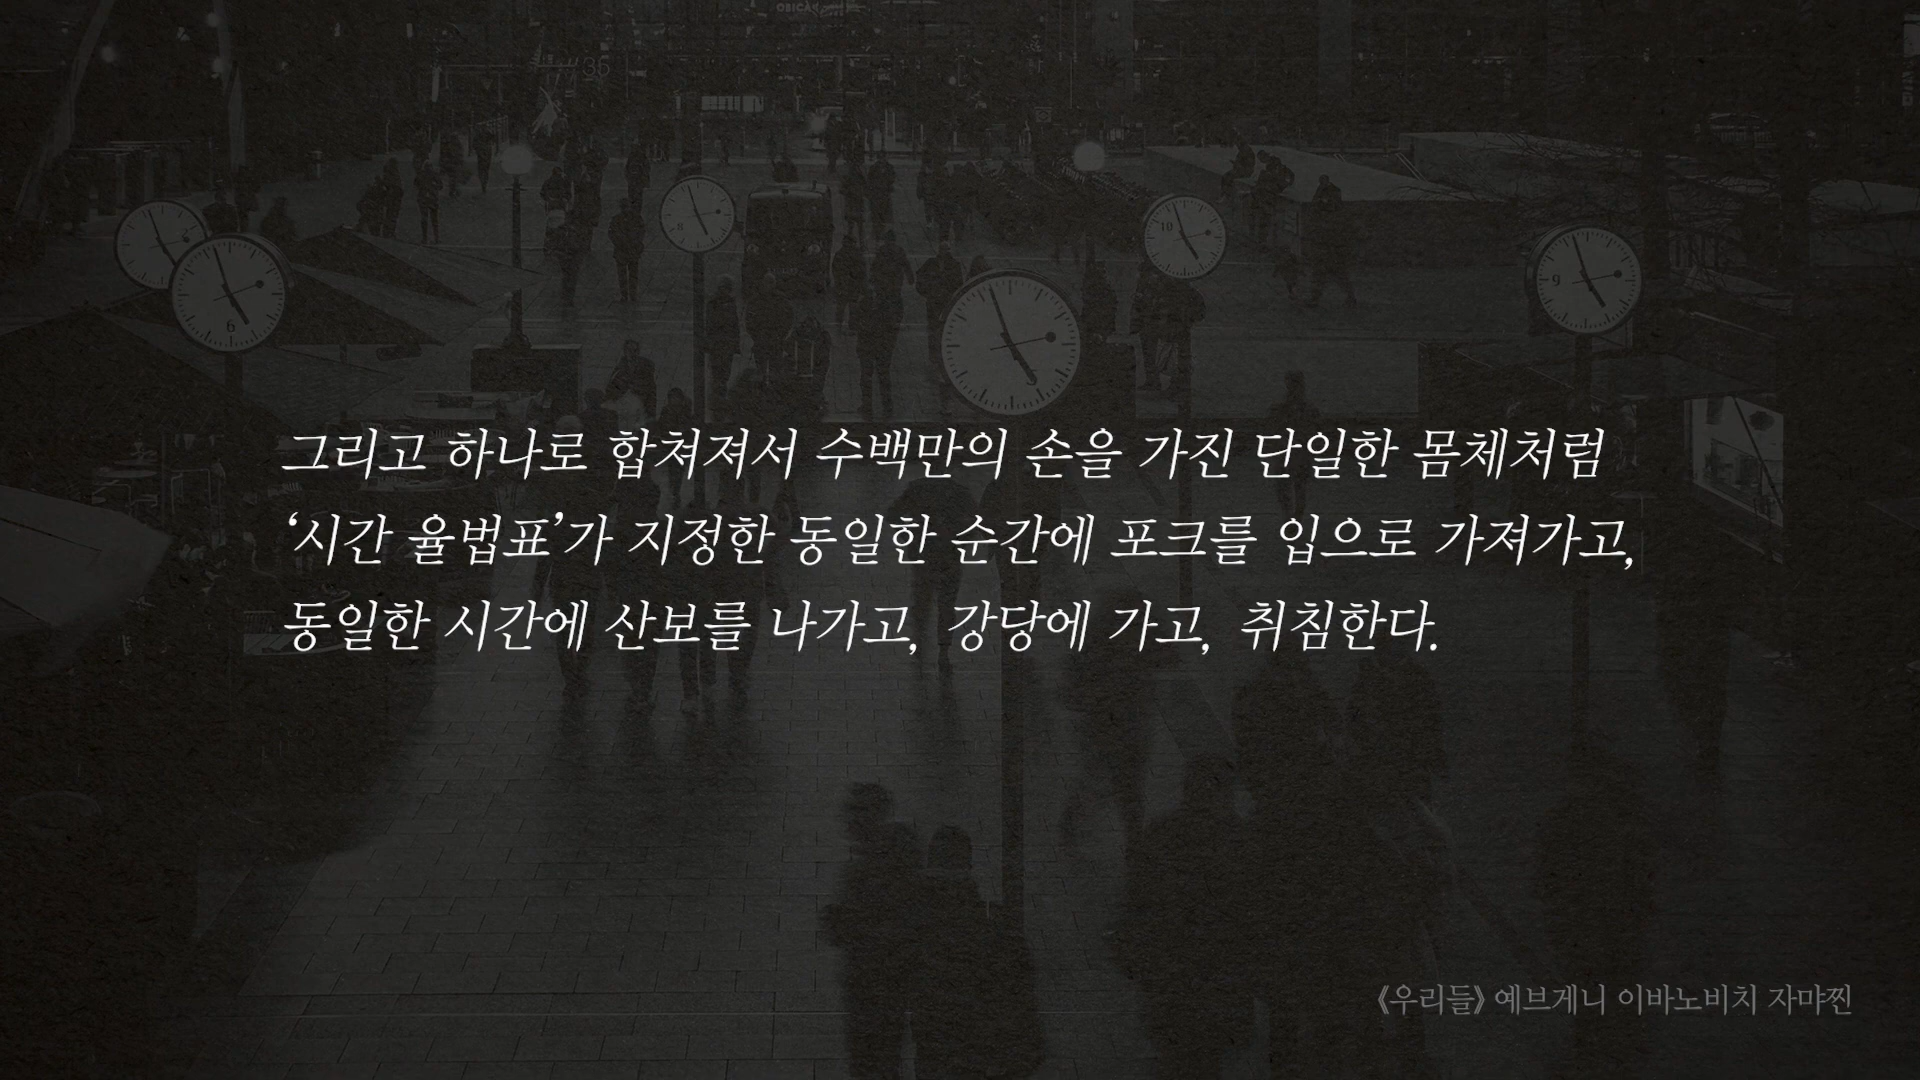 그리고 하나로 합쳐져서 수백만의 손을 가진 단일한 몸체처럼
‘시간 율법표’가 지정한 동일한 순간에 포크를 입으로 가져가고,
동일한 시간에 산보를 나가고, 강당에 가고, 취침한다.
《우리들》 예브게니 이바노비치 자먀찐